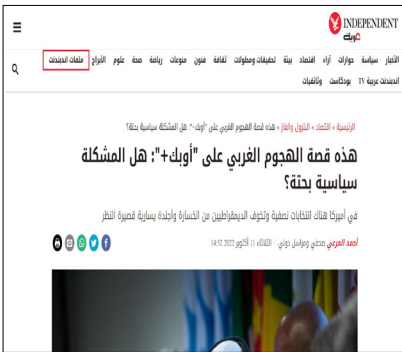 INDEPENDENT
عربية
الأخبار سياسة حوارات آراء اقتصاد بيئة تحقيقات ومطولات ثقافة فنون منوعات رياضة صحة علوم الأبراج ملفات اندبندنت
اندبندنت عربية TV بودكاست وثائقيات
الرئيسية » اقتصاد » البترول والغاز » هذه قصة الهجوم الغربي على "أوبك+": هل المشكلة سياسية بحتة؟
هذه قصة الهجوم الغربي على "أوبك+": هل المشكلة
سياسية بحتة؟
في أميركا هناك انتخابات نصفية وتخوف الديمقراطيين من الخسارة وأجندة يسارية قصيرة النظر
أحمد المرعي صحفي ومراسل دولي | الثلاثاء 11 أكتوبر 2022 14:32